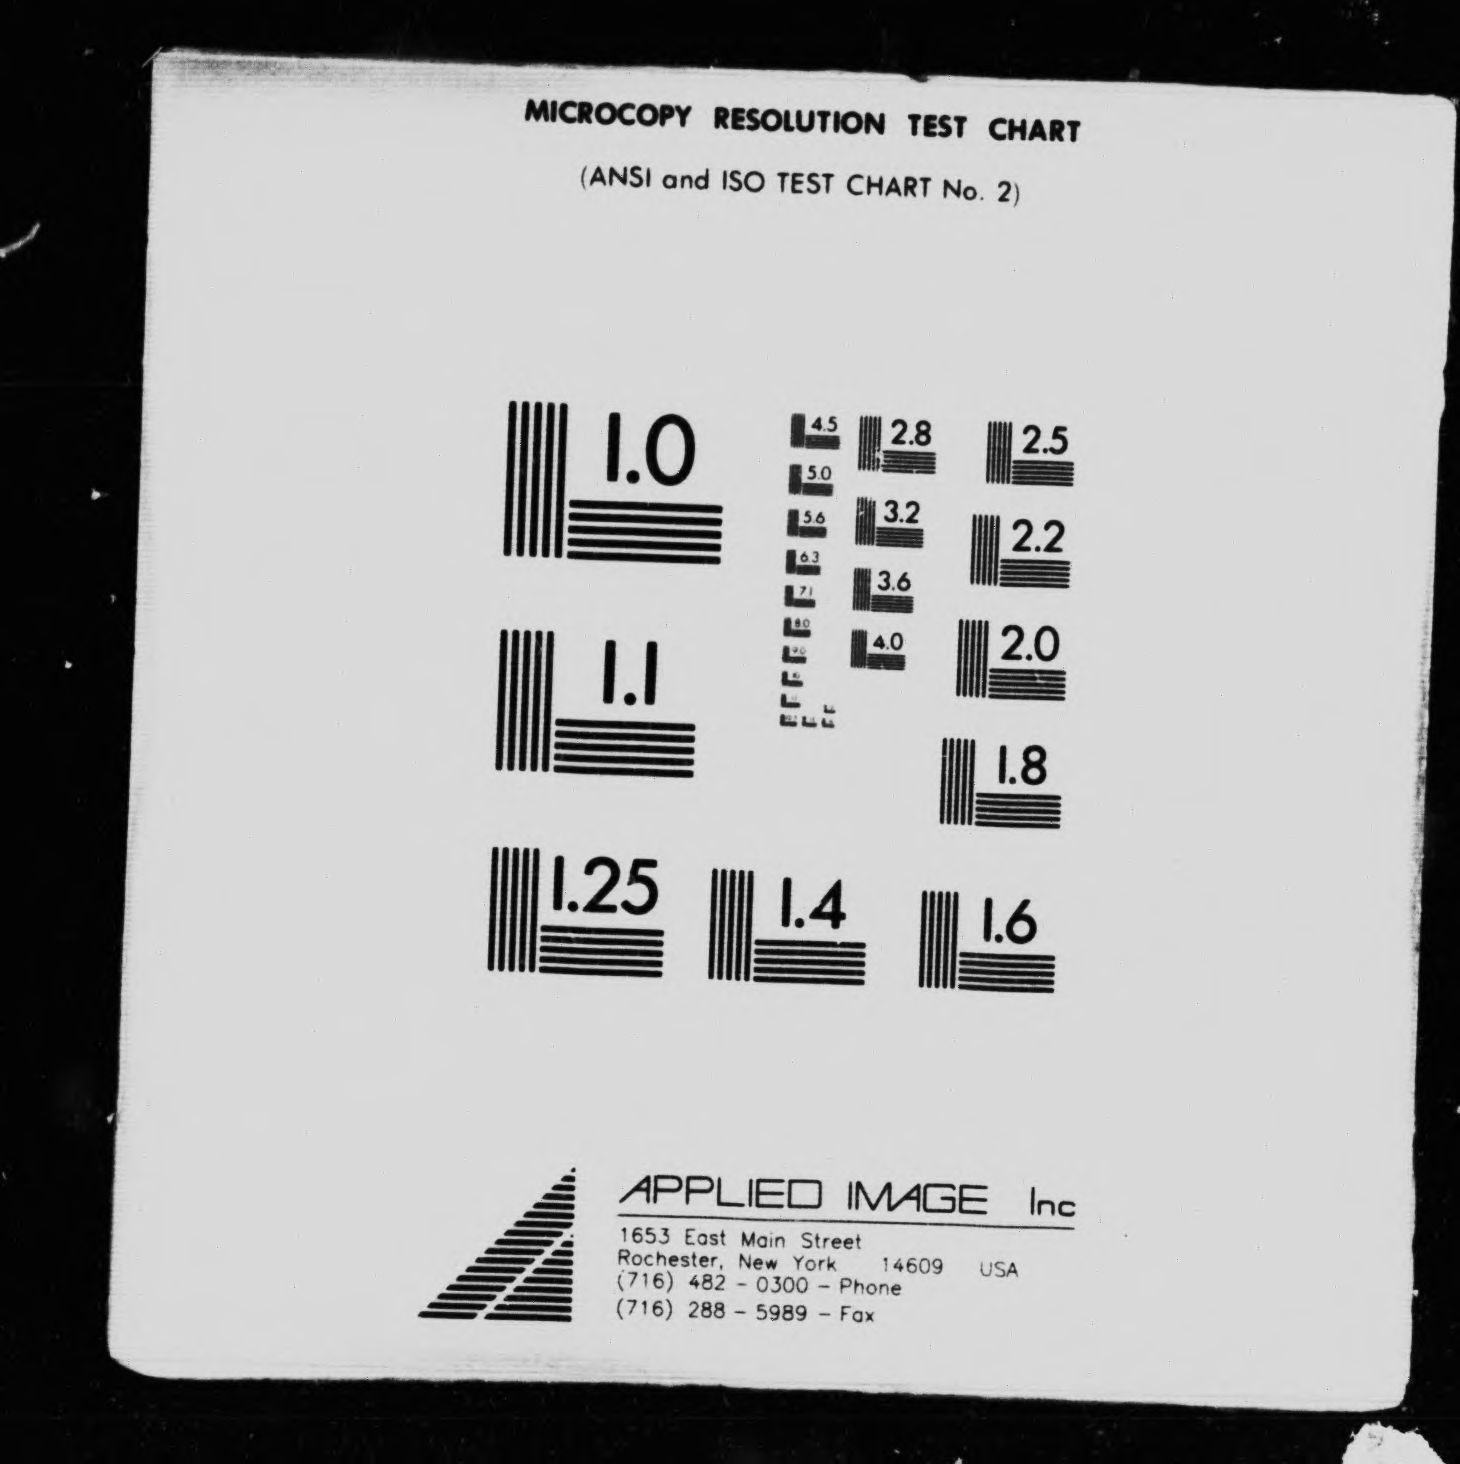 MICROCOPY RESOLUTION TEST CHART
(ANSI and ISO TEST CHART No. 2)
1.0
1.1
1.25
1.4
1.6
1.8
2.0
2.2
2.5
2.8
3.2
3.6
4.0
4.5
5.0
5.6
6.3
7.1
8.0
9.0
APPLIED IMAGE Inc
1653 East Main Street
Rochester, New York 14609 USA
(716) 482 - 0300 - Phone
(716) 288 - 5989 - Fax